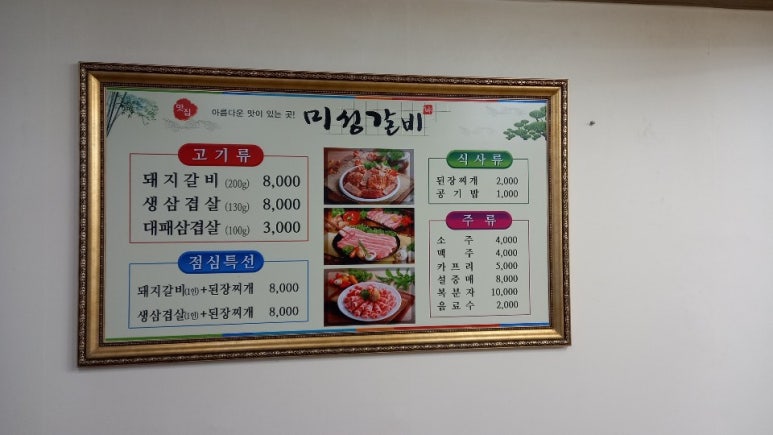 맛집
아름다운 맛이 있는 곳! 미성갈비
고기류
돼지갈비 (200g) 8,000
생삼겹살 (130g) 8,000
대패삼겹살 (100g) 3,000
점심특선
돼지갈비(1인)+된장찌개 8,000
생삼겹살(1인)+된장찌개 8,000
식사류
된장찌개 2,000
공기밥 1,000
주류
소주 4,000
맥주 4,000
카프리 5,000
설중매 8,000
복분자 10,000
음료수 2,000